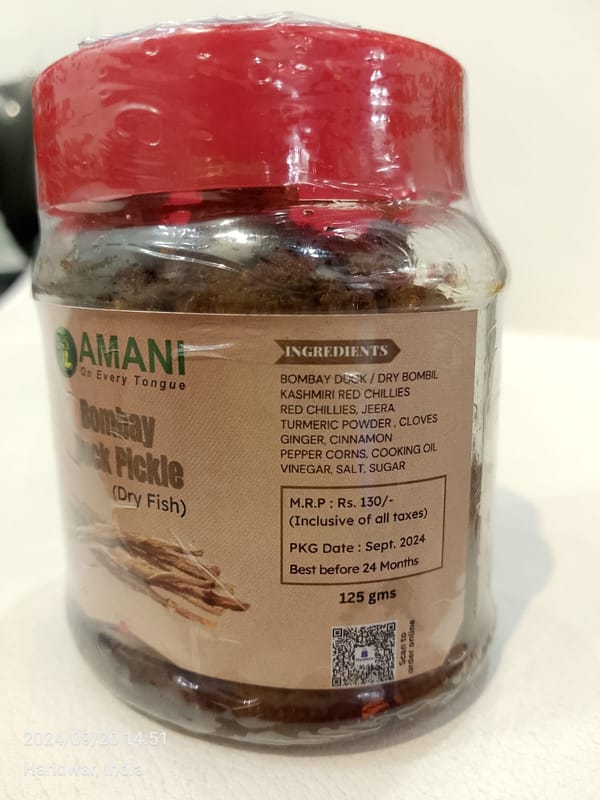 AMANI
On Every Tongue
Bombay
Duck Pickle
(Dry Fish)
INGREDIENTS
BOMBAY DUSK / DRY BOMBIL
KASHMIRI RED CHILLIES
RED CHILLIES, JEERA
TURMERIC POWDER , CLOVES
GINGER, CINNAMON
PEPPER CORNS, COOKING OIL
VINEGAR, SALT, SUGAR
M.R.P : Rs. 130/-
(Inclusive of all taxes)
PKG Date : Sept. 2024
Best before 24 Months
125 gms
Scan to
order online
2024/09/20 14:51
Haridwar, India